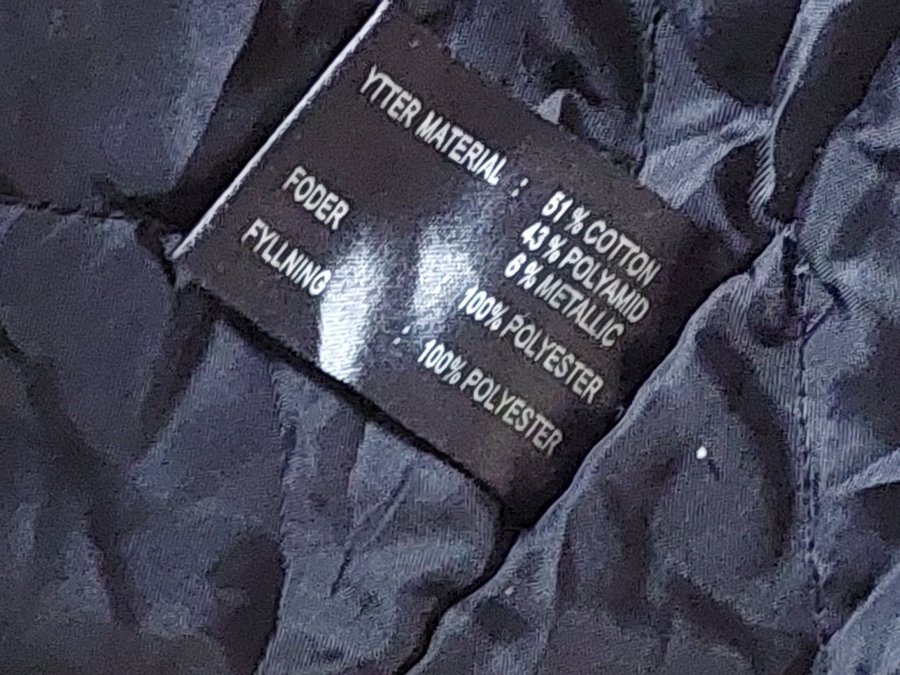 YTTER MATERIAL : 51% COTTON
43% POLYAMID
6% METALLIC
FODER 100% POLYESTER
FYLLNING : 100% POLYESTER